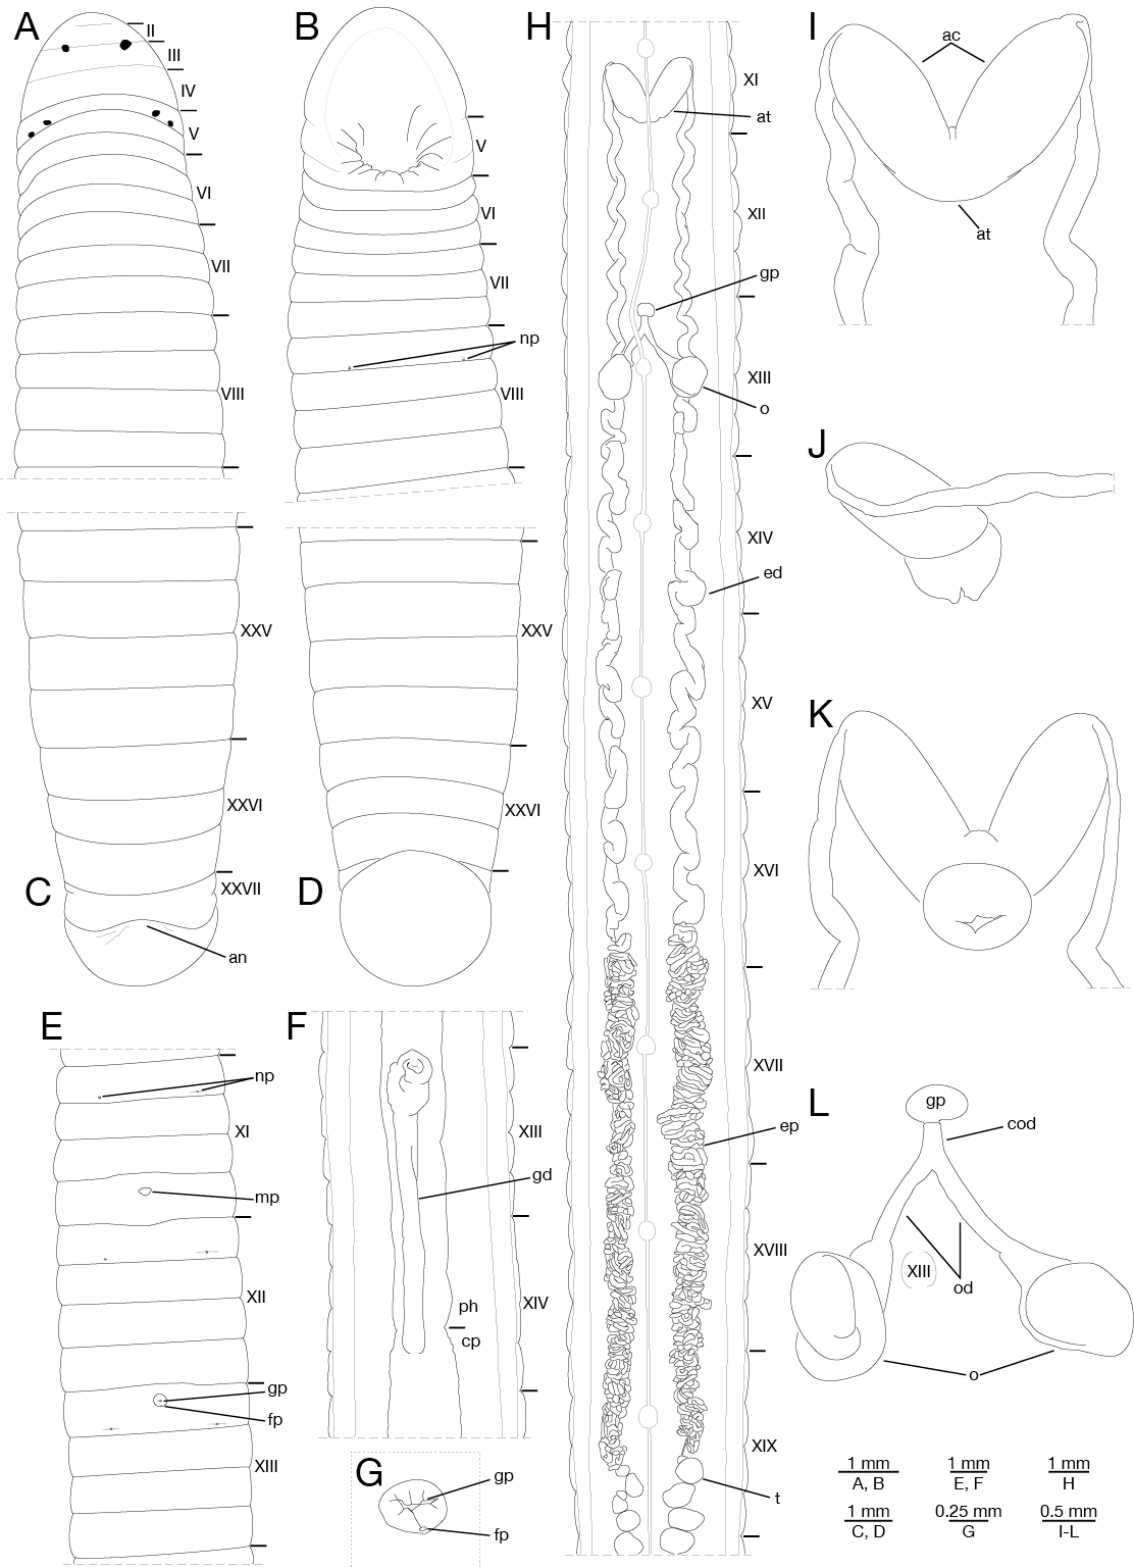 A
II
III
IV
V
VI
VII
VIII
B
V
VI
VII
np
VIII
C
XXV
XXVI
XXVII
an
D
XXV
XXVI
E
np
XI
mp
XII
gp
fp
XIII
F
XIII
gd
XIV
ph
cp
G
gp
fp
H
XI
at
XII
gp
XIII
o
XIV
ed
XV
XVI
XVII
ep
XVIII
XIX
t
I
ac
at
J
K
L
gp
cod
XIII
od
o
1 mm
A, B
1 mm
E, F
1 mm
H
1 mm
C, D
0.25 mm
G
0.5 mm
I-L